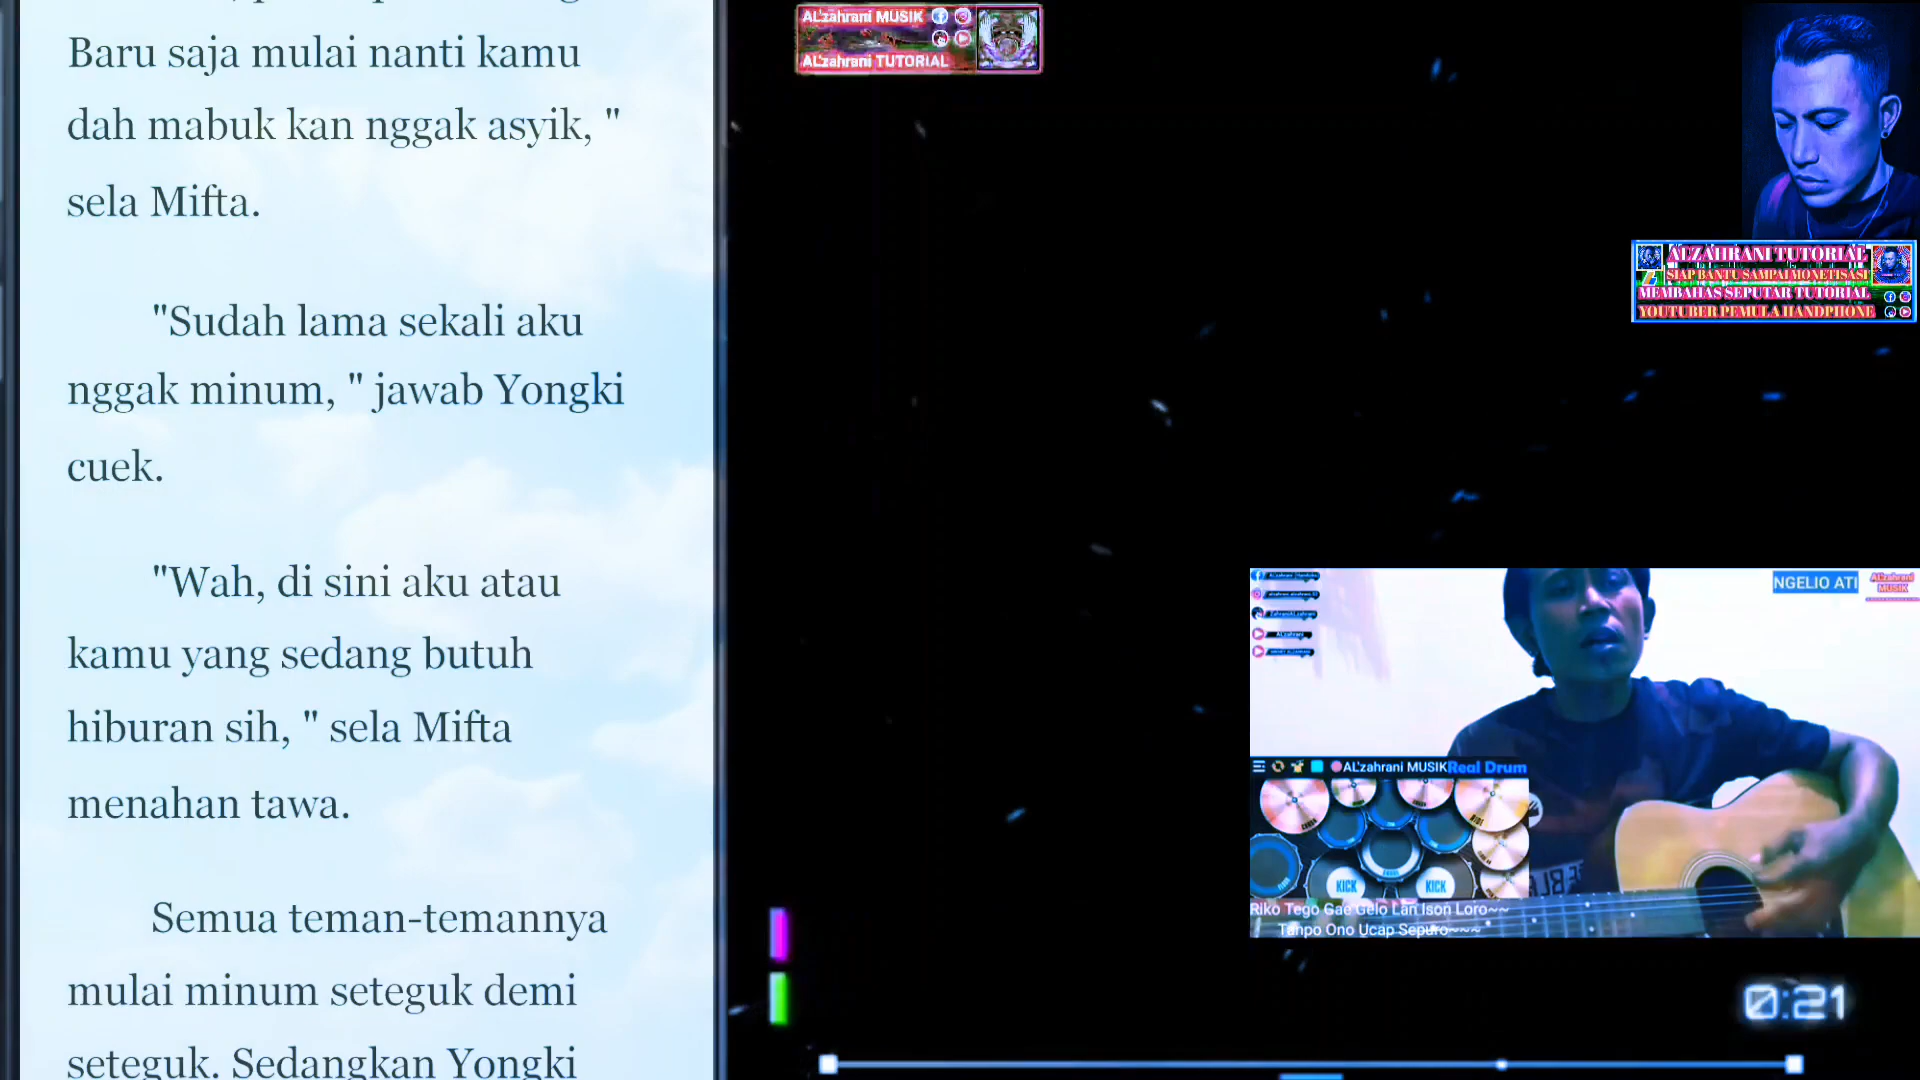 Baru saja mulai nanti kamu
dah mabuk kan nggak asyik, "
sela Mifta.
"Sudah lama sekali aku
nggak minum, " jawab Yongki
cuek.
"Wah, di sini aku atau
kamu yang sedang butuh
hiburan sih, " sela Mifta
menahan tawa.
Semua teman-temannya
mulai minum seteguk demi
seteguk. Sedangkan Yongki
AL'zahrani MUSIK
AL'zahrani TUTORIAL
ALZAHRANI TUTORIAL
SIAP BANTU SAMPAI MONETISASI
MEMBAHAS SEPUTAR TUTORIAL
YOUTUBER PEMULA HANDPHONE
NGELIO ATI
AL'zahrani
MUSIK
AL'zahrani MUSIK Real Drum
RIDE
KICK KICK
Riko Tego Gae Gelo Lan Ison Loro~~
Tanpo Ono Ucap Sepuro~~~~
0:21